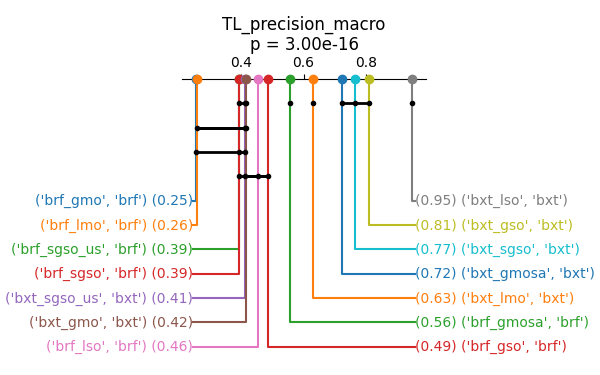 TL_precision_macro
p = 3.00e-16
0.4 0.6 0.8
('brf_gmo', 'brf') (0.25)
(0.95) ('bxt_lso', 'bxt')
('brf_lmo', 'brf') (0.26)
(0.81) ('bxt_gso', 'bxt')
('brf_sgso_us', 'brf') (0.39)
(0.77) ('bxt_sgso', 'bxt')
('brf_sgso', 'brf') (0.39)
(0.72) ('bxt_gmosa', 'bxt')
('bxt_sgso_us', 'bxt') (0.41)
(0.63) ('bxt_lmo', 'bxt')
('bxt_gmo', 'bxt') (0.42)
(0.56) ('brf_gmosa', 'brf')
('brf_lso', 'brf') (0.46)
(0.49) ('brf_gso', 'brf')